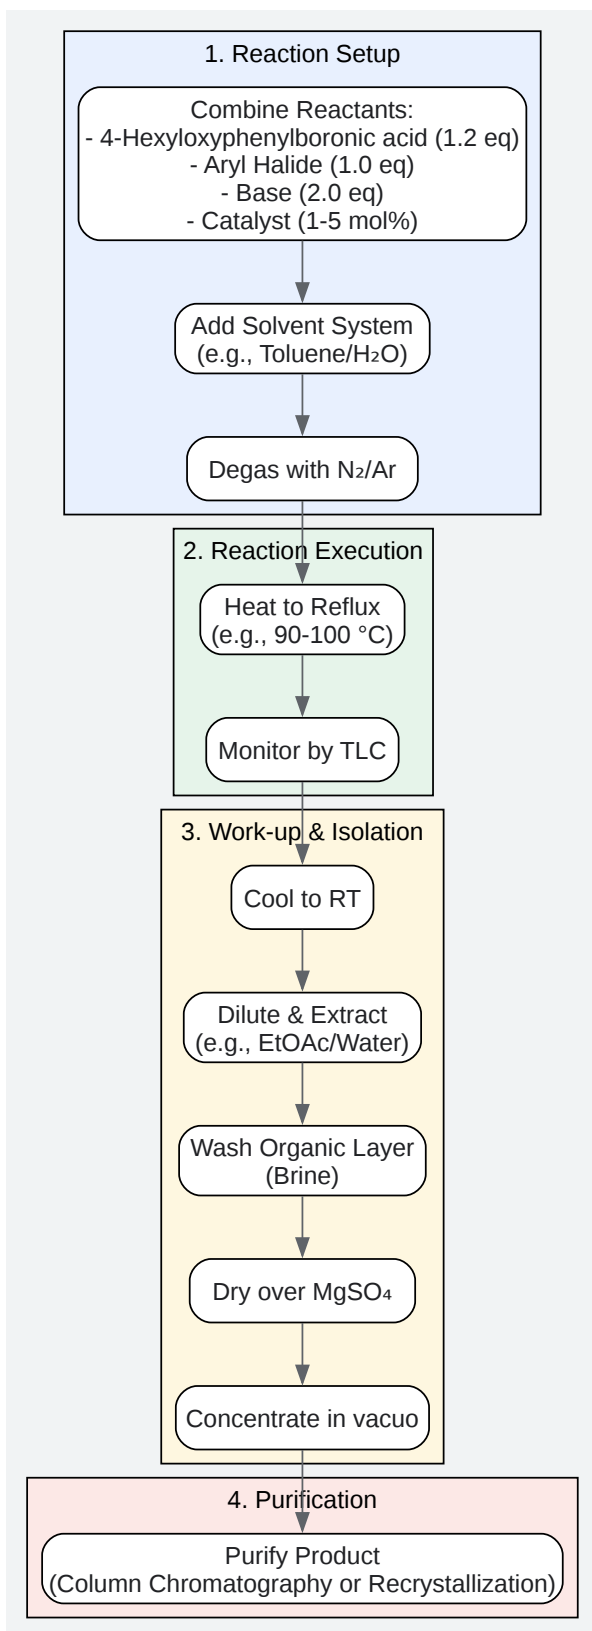 1. Reaction Setup
Combine Reactants:
- 4-Hexyloxyphenylboronic acid (1.2 eq)
- Aryl Halide (1.0 eq)
- Base (2.0 eq)
- Catalyst (1-5 mol%)
Add Solvent System
(e.g., Toluene/H₂O)
Degas with N₂/Ar
2. Reaction Execution
Heat to Reflux
(e.g., 90-100 °C)
Monitor by TLC
3. Work-up & Isolation
Cool to RT
Dilute & Extract
(e.g., EtOAc/Water)
Wash Organic Layer
(Brine)
Dry over MgSO₄
Concentrate in vacuo
4. Purification
Purify Product
(Column Chromatography or Recrystallization)